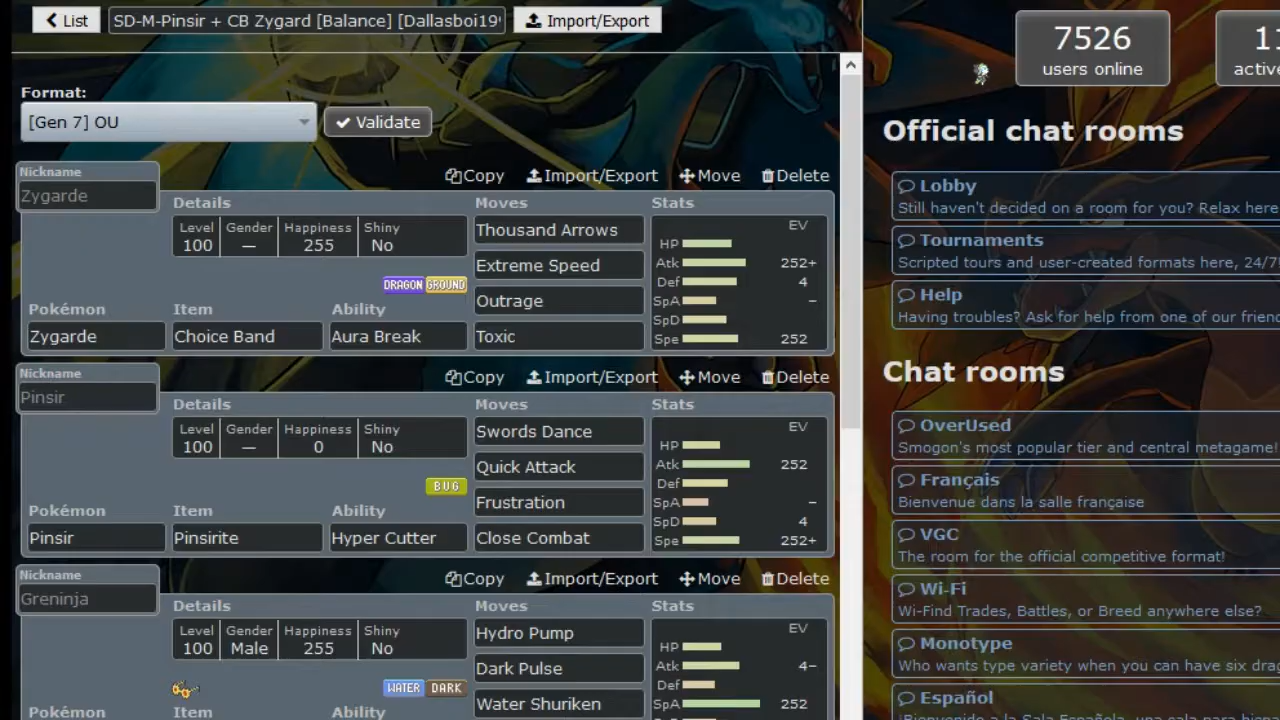 List
SD-M-Pinsir + CB Zygard [Balance] [Dallasboi19
Import/Export
Format:
[Gen 7] OU
Validate
Nickname
Zygarde
Copy
Import/Export
Move
Delete
Details
Moves
Stats
Level
100
Gender
—
Happiness
255
Shiny
No
DRAGON GROUND
Pokémon
Zygarde
Item
Choice Band
Ability
Aura Break
Thousand Arrows
Extreme Speed
Outrage
Toxic
EV
HP
Atk 252+
Def 4
SpA –
SpD
Spe 252
Nickname
Pinsir
Copy
Import/Export
Move
Delete
Details
Moves
Stats
Level
100
Gender
—
Happiness
0
Shiny
No
BUG
Pokémon
Pinsir
Item
Pinsirite
Ability
Hyper Cutter
Swords Dance
Quick Attack
Frustration
Close Combat
EV
HP
Atk 252
Def
SpA –
SpD 4
Spe 252+
Nickname
Greninja
Copy
Import/Export
Move
Delete
Details
Moves
Stats
Level
100
Gender
Male
Happiness
255
Shiny
No
WATER DARK
Pokémon
Item
Ability
Hydro Pump
Dark Pulse
Water Shuriken
EV
HP
Atk 4–
Def
SpA 252
7526
users online
11
active
Official chat rooms
Lobby
Still haven't decided on a room for you? Relax here
Tournaments
Scripted tours and user-created formats here, 24/7!
Help
Having troubles? Ask for help from one of our frien
Chat rooms
OverUsed
Smogon's most popular tier and central metagame!
Français
Bienvenue dans la salle française
VGC
The room for the official competitive format!
Wi-Fi
Wi-Find Trades, Battles, or Breed anywhere else?
Monotype
Who wants type variety when you can have six drag
Español